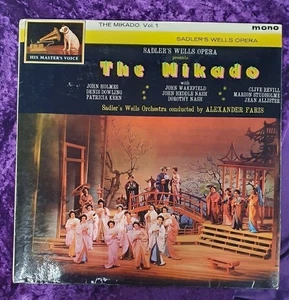 THE MIKADO Vol.1
mono
HIS MASTER'S VOICE
SADLER'S WELLS OPERA
SADLER'S WELLS OPERA
presents
The Mikado
with
JOHN HOLMES
DENIS DOWLING
PATRICIA KERN
JOHN WAKEFIELD
JOHN HEDDLE NASH
DOROTHY NASH
CLIVE REVILL
MARION STUDHOLME
JEAN ALLISTER
Sadler's Wells Orchestra conducted by ALEXANDER FARIS